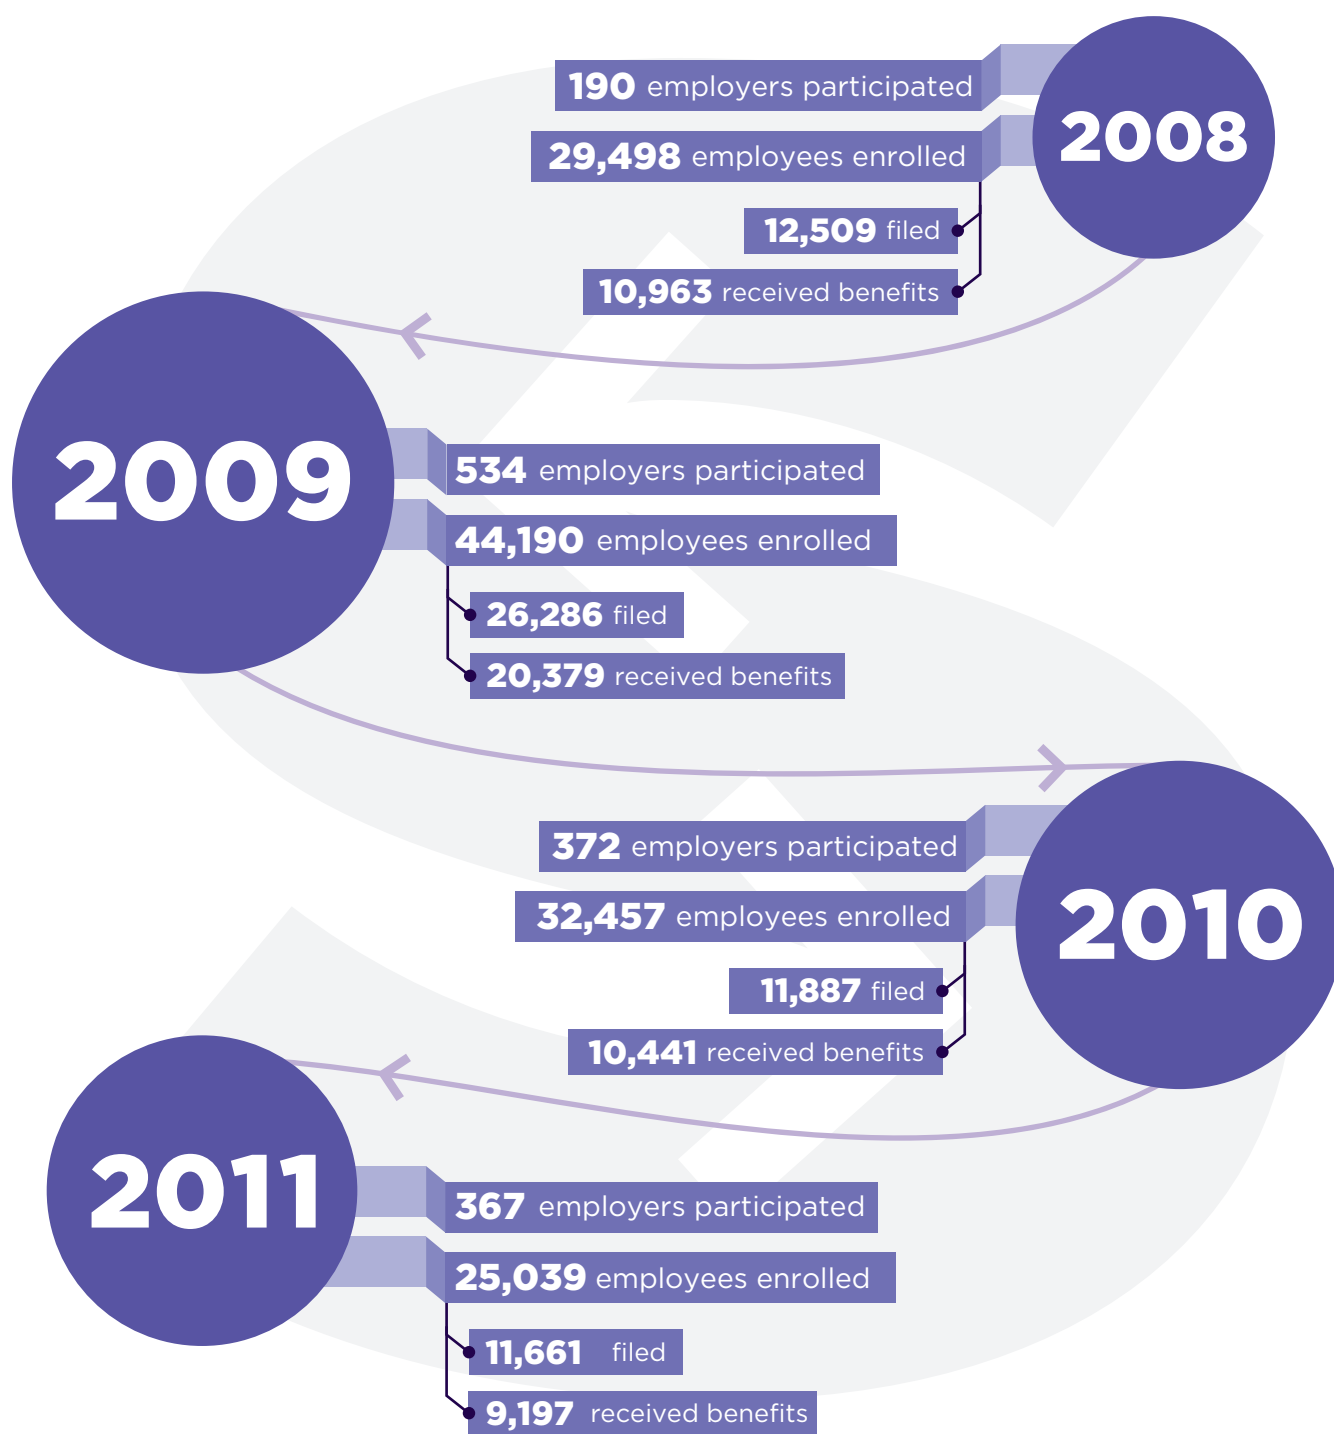 2008
190 employers participated
29,498 employees enrolled
12,509 filed
10,963 received benefits
2009
534 employers participated
44,190 employees enrolled
26,286 filed
20,379 received benefits
2010
372 employers participated
32,457 employees enrolled
11,887 filed
10,441 received benefits
2011
367 employers participated
25,039 employees enrolled
11,661 filed
9,197 received benefits